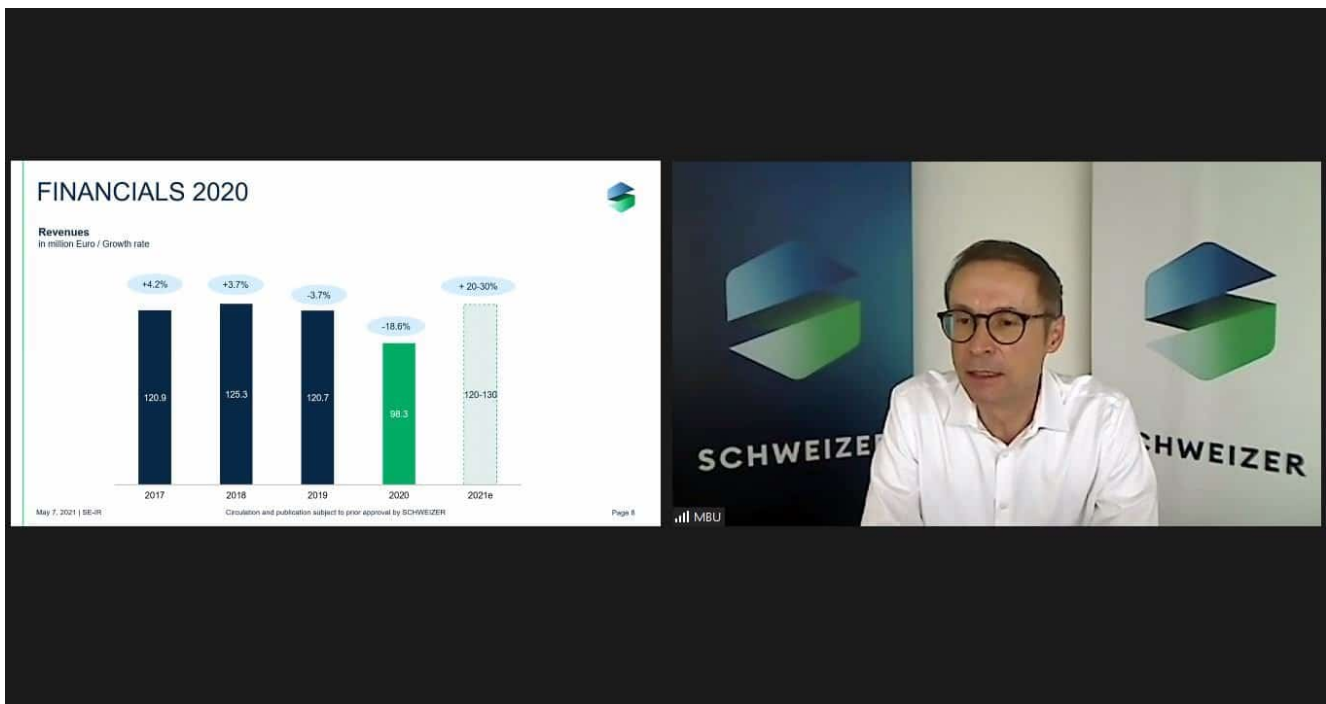 FINANCIALS 2020
Revenues
in million Euro / Growth rate
+4.2%
+3.7%
-3.7%
-18.6%
+ 20-30%
120.9
125.3
120.7
98.3
120-130
2017
2018
2019
2020
2021e
May 7, 2021 | SE-IR
Circulation and publication subject to prior approval by SCHWEIZER
Page 8
SCHWEIZE
CHWEIZER
MBU